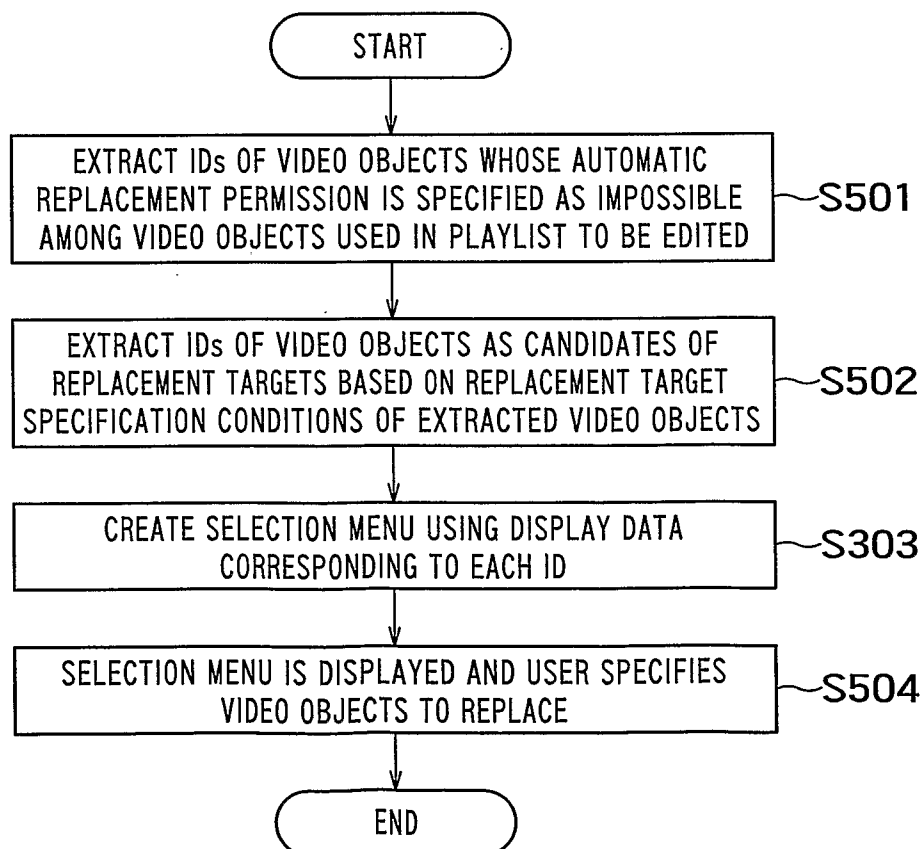 START
EXTRACT IDs OF VIDEO OBJECTS WHOSE AUTOMATIC
REPLACEMENT PERMISSION IS SPECIFIED AS IMPOSSIBLE
AMONG VIDEO OBJECTS USED IN PLAYLIST TO BE EDITED
S501
EXTRACT IDs OF VIDEO OBJECTS AS CANDIDATES OF
REPLACEMENT TARGETS BASED ON REPLACEMENT TARGET
SPECIFICATION CONDITIONS OF EXTRACTED VIDEO OBJECTS
S502
CREATE SELECTION MENU USING DISPLAY DATA
CORRESPONDING TO EACH ID
S303
SELECTION MENU IS DISPLAYED AND USER SPECIFIES
VIDEO OBJECTS TO REPLACE
S504
END